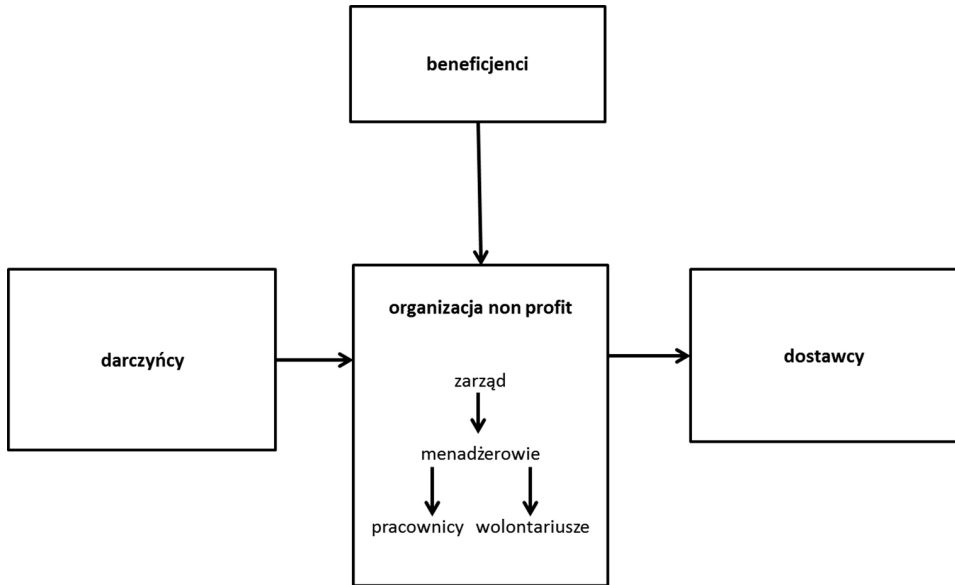 beneficjenci
darczyńcy
organizacja non profit
zarząd
menadżerowie
pracownicy wolontariusze
dostawcy